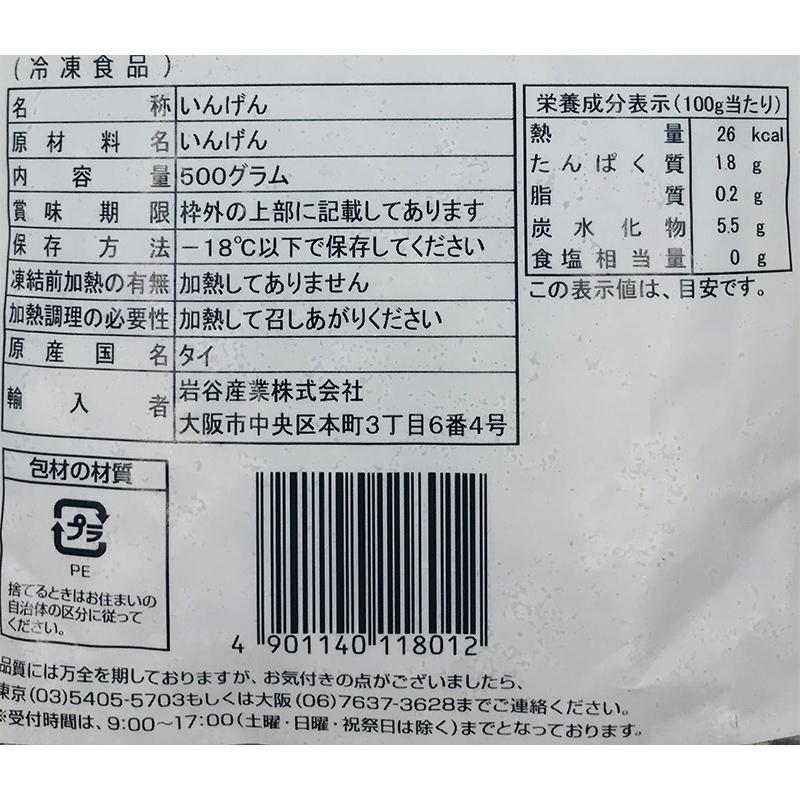 (冷凍食品)
名称 いんげん
原材料名 いんげん
内容量 500グラム
賞味期限 枠外の上部に記載してあります
保存方法 －18℃以下で保存してください
凍結前加熱の有無 加熱してありません
加熱調理の必要性 加熱して召しあがりください
原産国名 タイ
輸入者 岩谷産業株式会社
大阪市中央区本町3丁目6番4号
栄養成分表示(100g当たり)
熱量 26 kcal
たんぱく質 1.8 g
脂質 0.2 g
炭水化物 5.5 g
食塩相当量 0 g
この表示値は、目安です。
包材の材質
プラ
PE
捨てるときはお住まいの
自治体の区分に従って
ください。
4 901140 118012
品質には万全を期しておりますが、お気付きの点がございましたら、
東京(03)5405-5703もしくは大阪(06)7637-3628までご連絡ください。
※受付時間は、9:00〜17:00(土曜・日曜・祝祭日は除く)までとなっております。